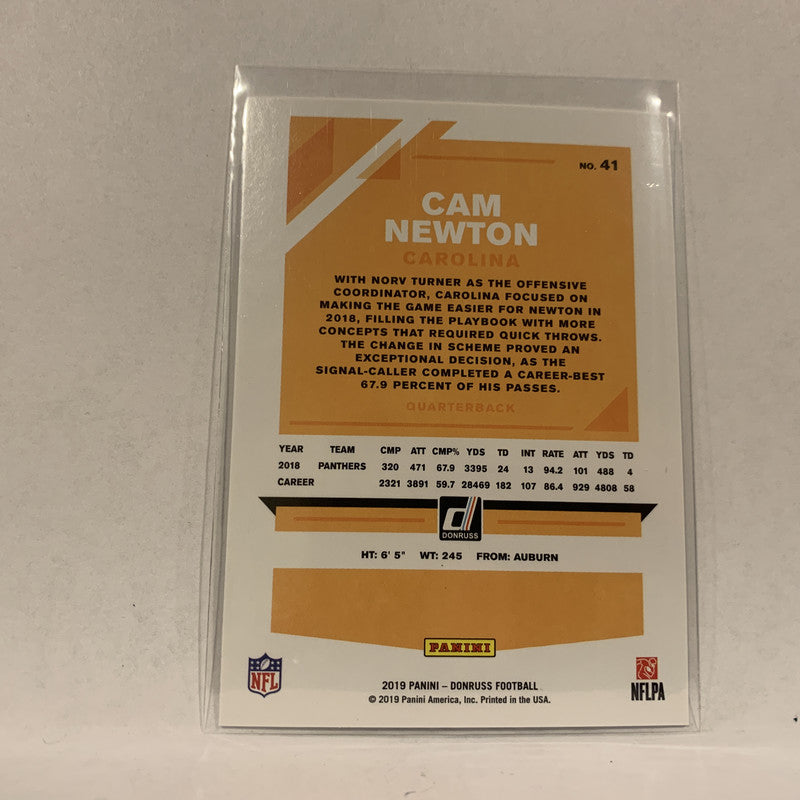 NO. 41
CAM
NEWTON
CAROLINA
WITH NORV TURNER AS THE OFFENSIVE
COORDINATOR, CAROLINA FOCUSED ON
MAKING THE GAME EASIER FOR NEWTON IN
2018, FILLING THE PLAYBOOK WITH MORE
CONCEPTS THAT REQUIRED QUICK THROWS.
THE CHANGE IN SCHEME PROVED AN
EXCEPTIONAL DECISION, AS THE
SIGNAL-CALLER COMPLETED A CAREER-BEST
67.9 PERCENT OF HIS PASSES.
QUARTERBACK
YEAR TEAM CMP ATT CMP% YDS TD INT RATE ATT YDS TD
2018 PANTHERS 320 471 67.9 3395 24 13 94.2 101 488 4
CAREER 2321 3891 59.7 28469 182 107 86.4 929 4808 58
d
DONRUSS
HT: 6' 5" WT: 245 FROM: AUBURN
PANINI
NFL
2019 PANINI – DONRUSS FOOTBALL
© 2019 Panini America, Inc. Printed in the USA.
NFLPA